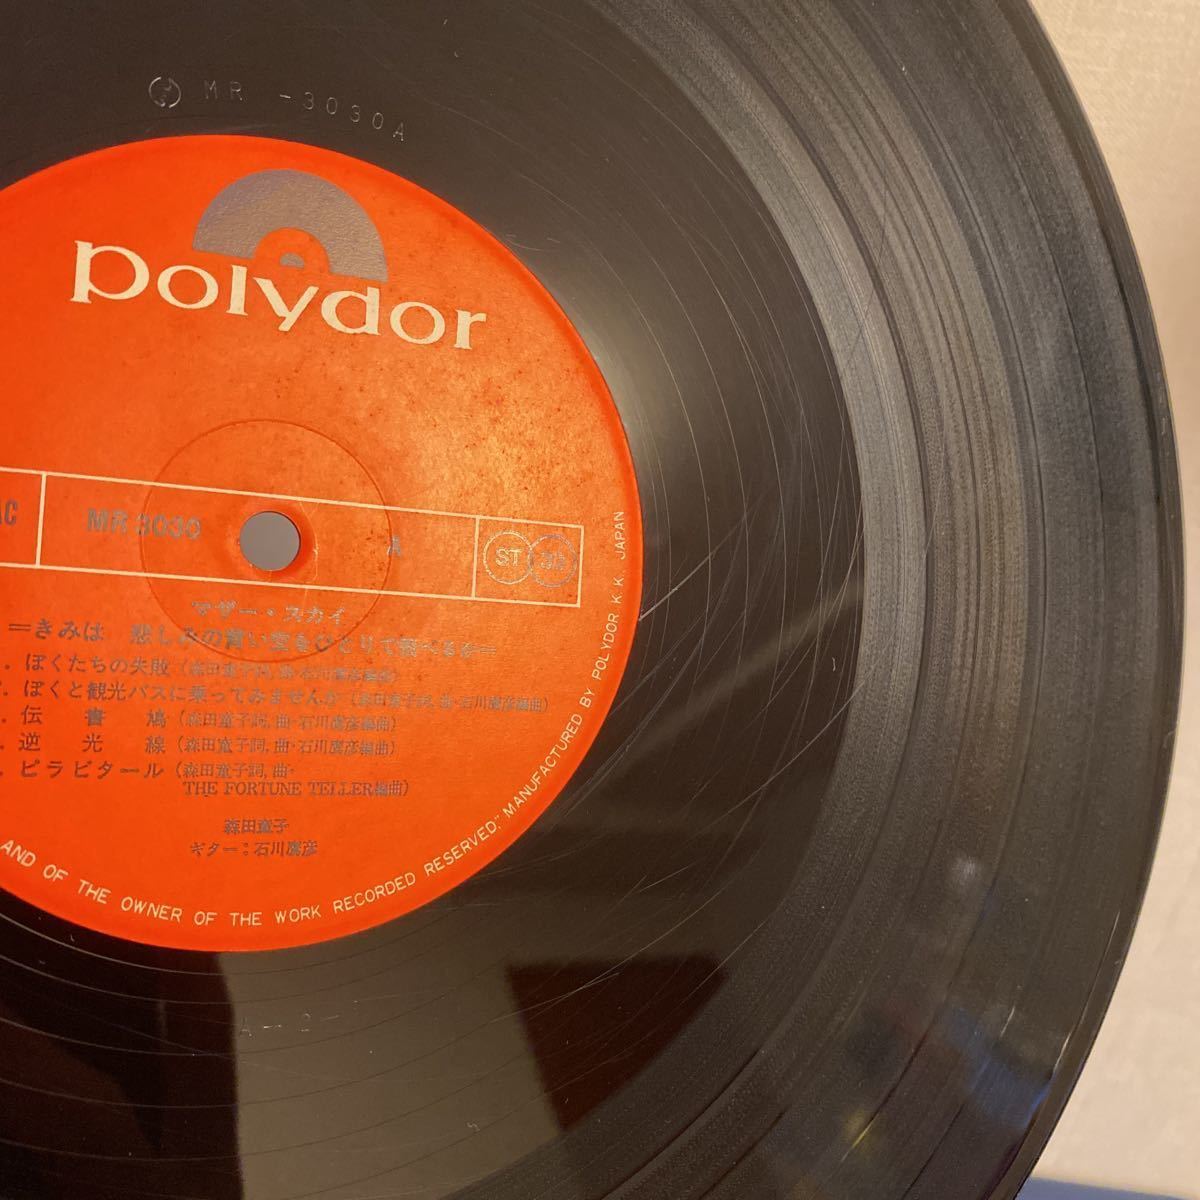 MR -3030A
polydor
AC
MR 3030
A
ST 33
マザー・スカイ
=きみは 悲しみの青い空をひとりで飛べるか=
. ぼくたちの失敗(森田童子詞,曲・石川鷹彦編曲)
. ぼくと観光バスに乗ってみませんか(森田童子詞,曲・石川鷹彦編曲)
. 伝書鳩(森田童子詞,曲・石川鷹彦編曲)
. 逆光線(森田童子詞,曲・石川鷹彦編曲)
. ピラビタール(森田童子詞,曲・
THE FORTUNE TELLER編曲)
森田童子
ギター:石川鷹彦
AND OF THE OWNER OF THE WORK RECORDED RESERVED." MANUFACTURED BY POLYDOR K.K. JAPAN
A-2-